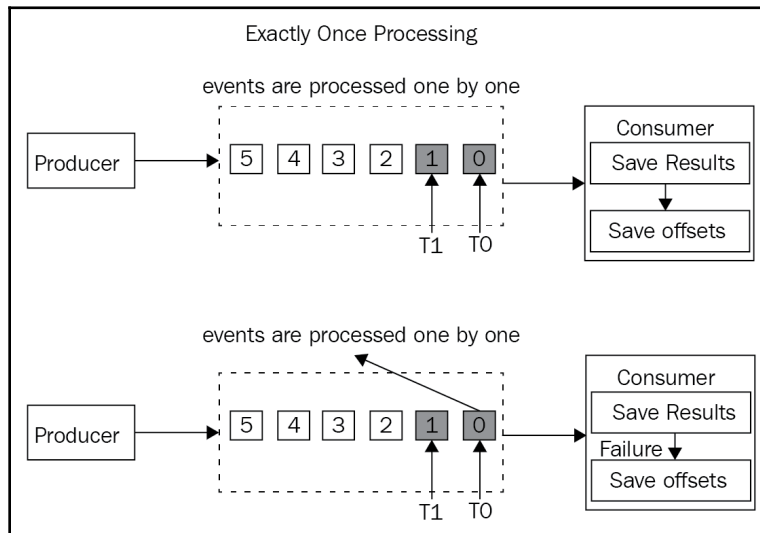 Exactly Once Processing
events are processed one by one
Producer
5 4 3 2 1 0
T1 T0
Consumer
Save Results
Save offsets
events are processed one by one
Producer
5 4 3 2 1 0
T1 T0
Consumer
Save Results
Failure
Save offsets